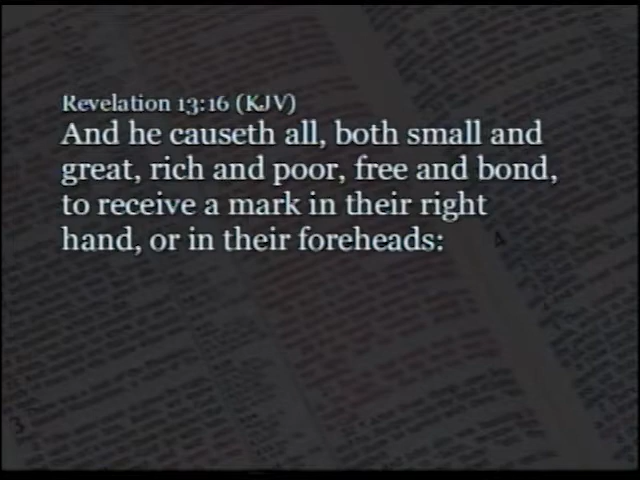 Revelation 13:16 (KJV)
And he causeth all, both small and
great, rich and poor, free and bond,
to receive a mark in their right
hand, or in their foreheads: